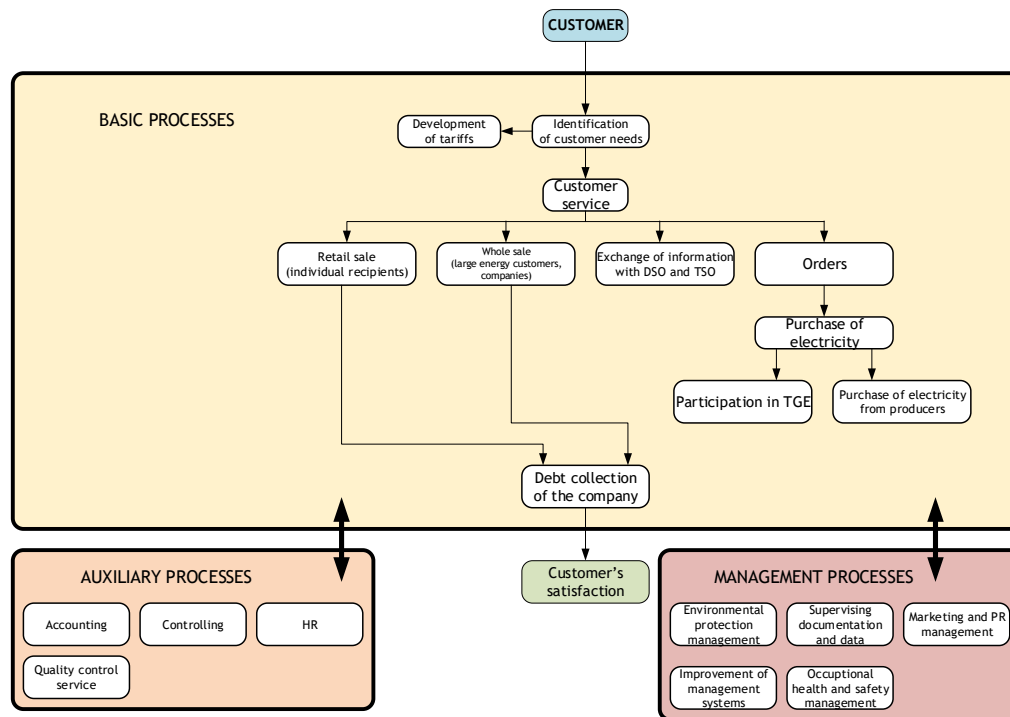 CUSTOMER
BASIC PROCESSES
Development
of tariffs
Identification
of customer needs
Customer
service
Retail sale
(individual recipients)
Whole sale
(large energy customers,
companies)
Exchange of information
with DSO and TSO
Orders
Purchase of
electricity
Participation in TGE
Purchase of electricity
from producers
Debt collection
of the company
Customer's
satisfaction
AUXILIARY PROCESSES
Accounting
Controlling
HR
Quality control
service
MANAGEMENT PROCESSES
Environmental
protection
management
Supervising
documentation
and data
Marketing and PR
management
Improvement of
management
systems
Occuptional
health and safety
management